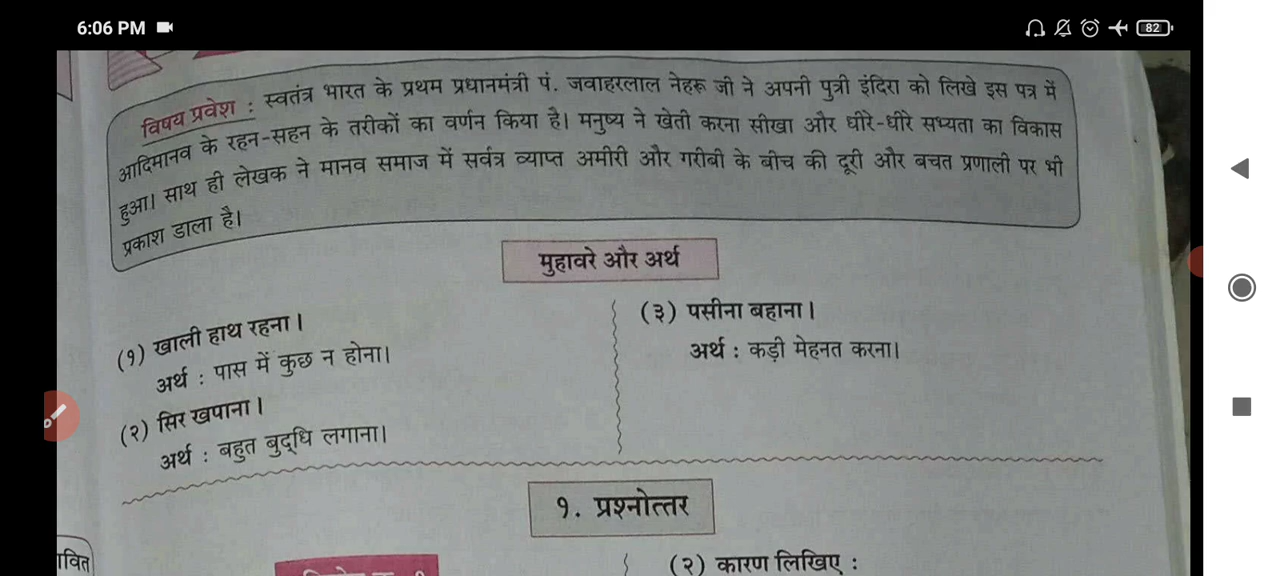 6:06 PM
82
विषय प्रवेश : स्वतंत्र भारत के प्रथम प्रधानमंत्री पं. जवाहरलाल नेहरू जी ने अपनी पुत्री इंदिरा को लिखे इस पत्र में
आदिमानव के रहन-सहन के तरीकों का वर्णन किया है। मनुष्य ने खेती करना सीखा और धीरे-धीरे सभ्यता का विकास
हुआ। साथ ही लेखक ने मानव समाज में सर्वत्र व्याप्त अमीरी और गरीबी के बीच की दूरी और बचत प्रणाली पर भी
प्रकाश डाला है।
मुहावरे और अर्थ
(१) खाली हाथ रहना।
अर्थ : पास में कुछ न होना।
(२) सिर खपाना।
अर्थ : बहुत बुद्धि लगाना।
(३) पसीना बहाना।
अर्थ : कड़ी मेहनत करना।
१. प्रश्नोत्तर
(२) कारण लिखिए :